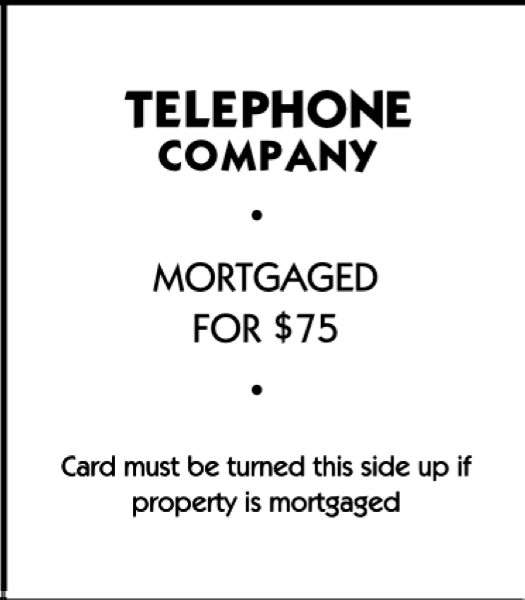 TELEPHONE
COMPANY
•
MORTGAGED
FOR $75
•
Card must be turned this side up if
property is mortgaged